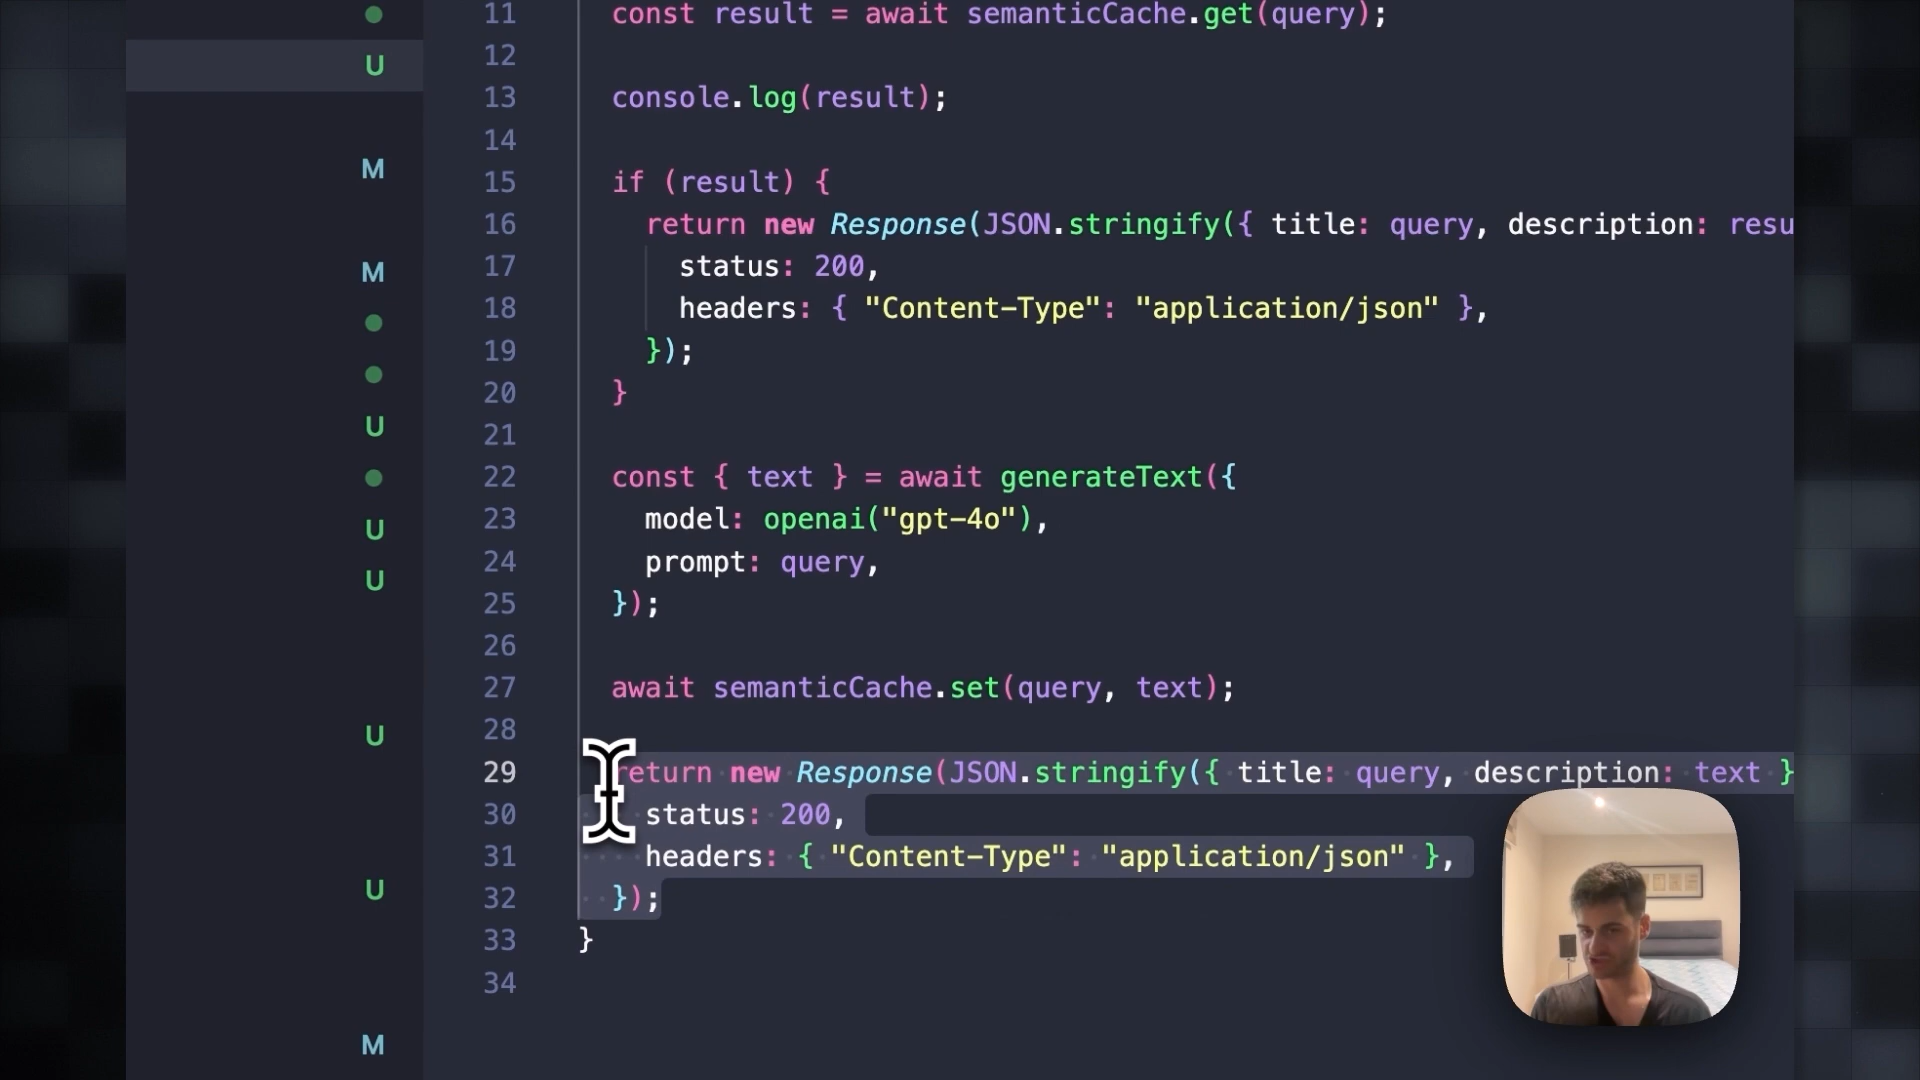 11 const result = await semanticCache.get(query);
U
12
13 console.log(result);
14
M
15 if (result) {
16 return new Response(JSON.stringify({ title: query, description: resu
17 status: 200,
M
18 headers: { "Content-Type": "application/json" },
19 });
20 }
21
U
22 const { text } = await generateText({
23 model: openai("gpt-4o"),
U
24 prompt: query,
U
25 });
26
27 await semanticCache.set(query, text);
28
U
29 return new Response(JSON.stringify({ title: query, description: text }
30 status: 200,
31 headers: { "Content-Type": "application/json" },
U
32 });
33 }
34
M